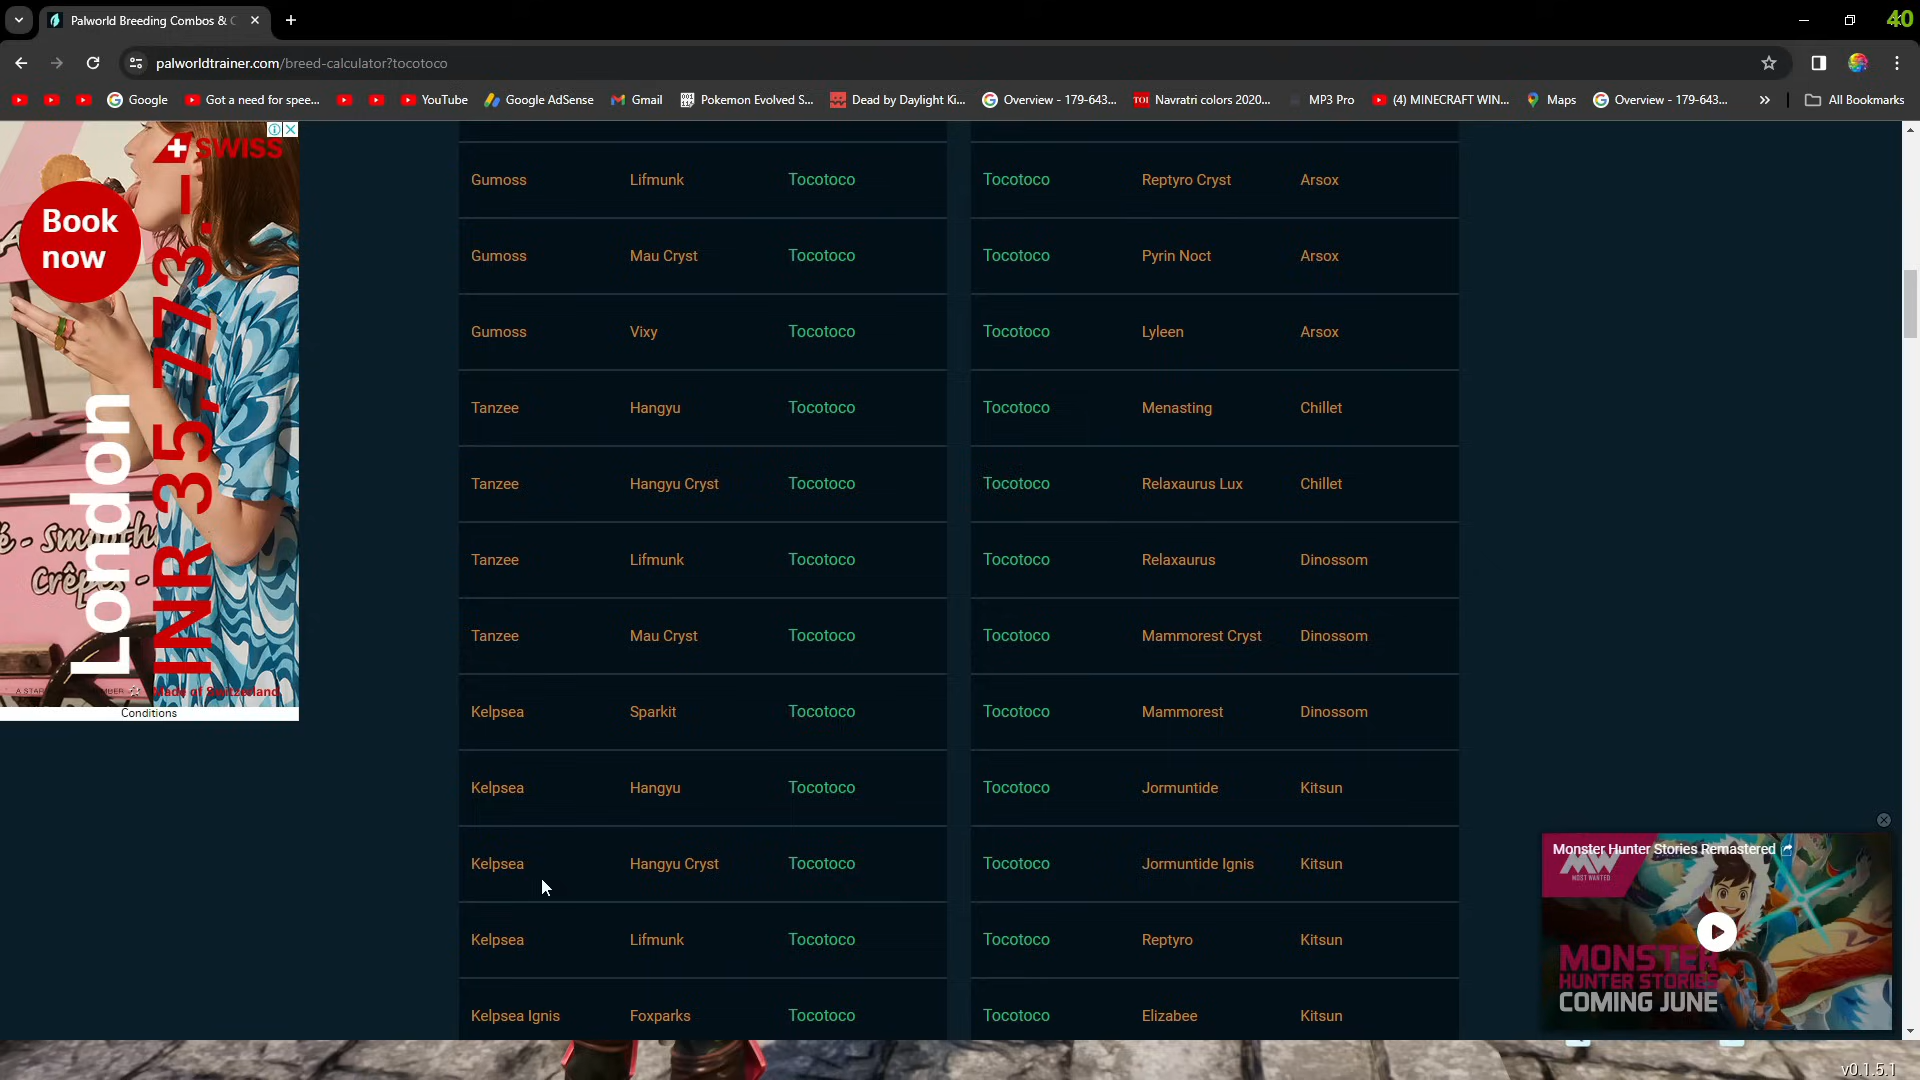 Palworld Breeding Combos & C
40
palworldtrainer.com/breed-calculator?tocotoco
Google
Got a need for spee...
YouTube
Google AdSense
Gmail
Pokemon Evolved S...
Dead by Daylight Ki...
Overview - 179-643...
TOI Navratri colors 2020...
MP3 Pro
(4) MINECRAFT WIN...
Maps
Overview - 179-643...
All Bookmarks
SWISS
Book
now
London
INR 35,773.–
Made of Switzerland.
Conditions
Gumoss Lifmunk Tocotoco
Gumoss Mau Cryst Tocotoco
Gumoss Vixy Tocotoco
Tanzee Hangyu Tocotoco
Tanzee Hangyu Cryst Tocotoco
Tanzee Lifmunk Tocotoco
Tanzee Mau Cryst Tocotoco
Kelpsea Sparkit Tocotoco
Kelpsea Hangyu Tocotoco
Kelpsea Hangyu Cryst Tocotoco
Kelpsea Lifmunk Tocotoco
Kelpsea Ignis Foxparks Tocotoco
Tocotoco Reptyro Cryst Arsox
Tocotoco Pyrin Noct Arsox
Tocotoco Lyleen Arsox
Tocotoco Menasting Chillet
Tocotoco Relaxaurus Lux Chillet
Tocotoco Relaxaurus Dinossom
Tocotoco Mammorest Cryst Dinossom
Tocotoco Mammorest Dinossom
Tocotoco Jormuntide Kitsun
Tocotoco Jormuntide Ignis Kitsun
Tocotoco Reptyro Kitsun
Tocotoco Elizabee Kitsun
Monster Hunter Stories Remastered
MOST WANTED
MONSTER
HUNTER STORIES
COMING JUNE
v0.1.5.1